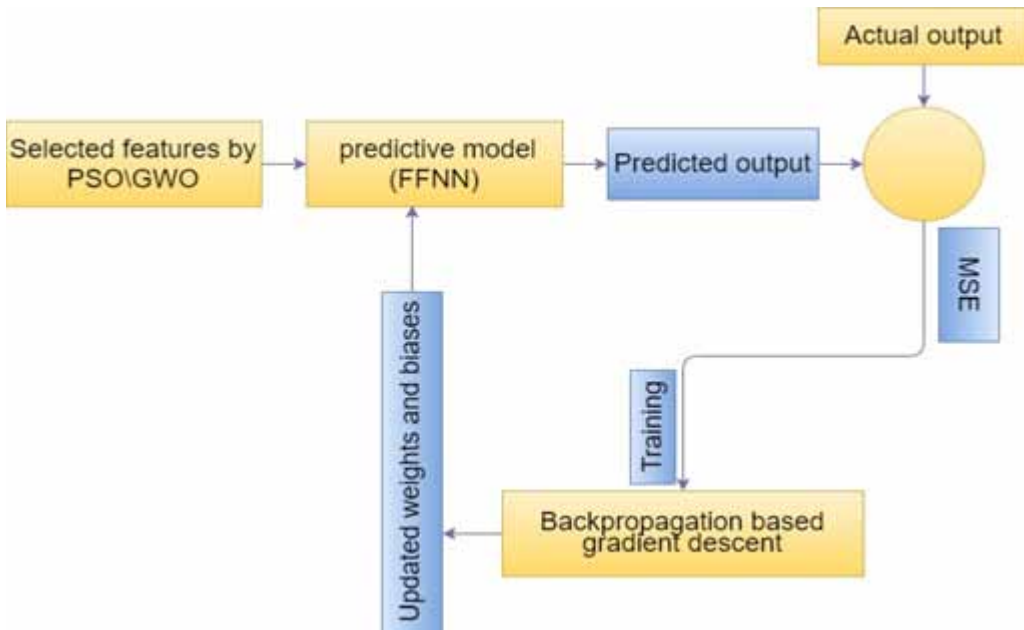 Actual output
Selected features by
PSO\GWO
predictive model
(FFNN)
Predicted output
MSE
Training
Updated weights and biases
Backpropagation based
gradient descent